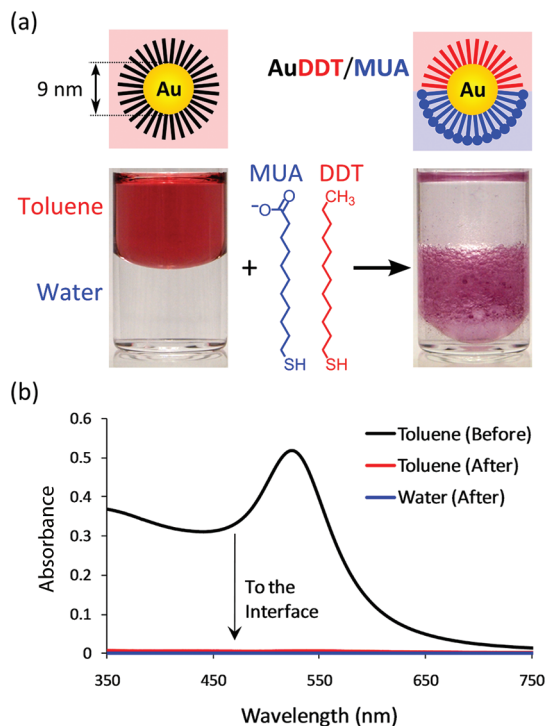 (a)
9 nm
Au
AuDDT/MUA
Au
Toluene
Water
MUA DDT
⁻O
O
CH₃
+
SH
SH
(b)
Absorbance
0.6
0.5
0.4
0.3
0.2
0.1
0
Toluene (Before)
Toluene (After)
Water (After)
To the
Interface
350 450 550 650 750
Wavelength (nm)